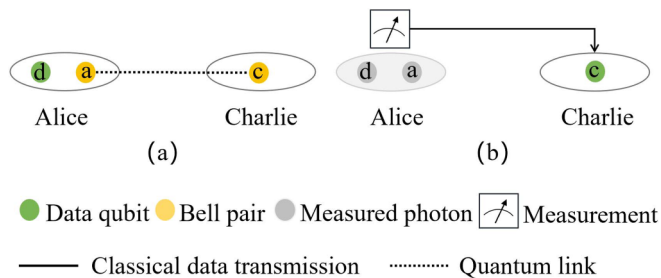 d a c d a c
Alice Charlie Alice Charlie
(a) (b)
Data qubit Bell pair Measured photon Measurement
Classical data transmission Quantum link